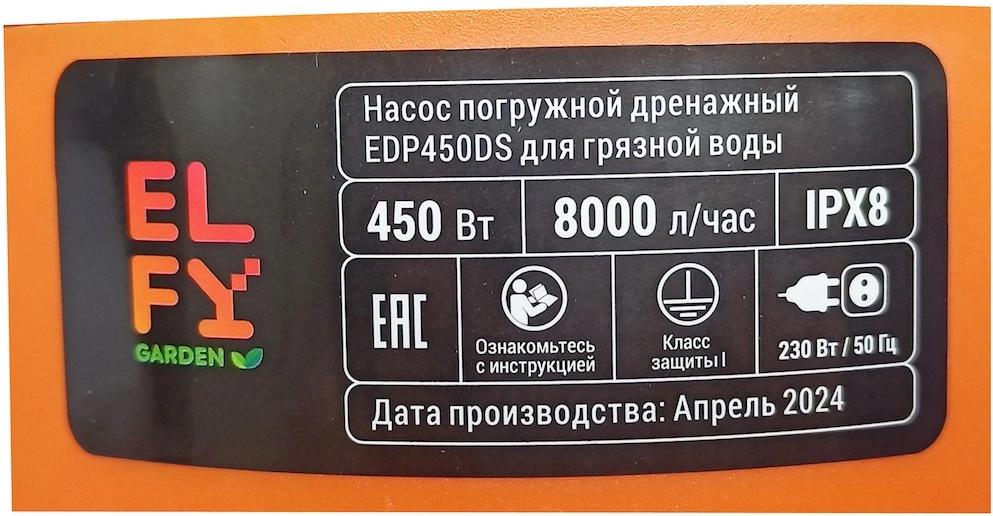 EL
FY
GARDEN
Насос погружной дренажный
EDP450DS для грязной воды
450 Вт
8000 л/час
IPX8
EAC
Ознакомьтесь
с инструкцией
Класс
защиты I
230 Вт / 50 Гц
Дата производства: Апрель 2024